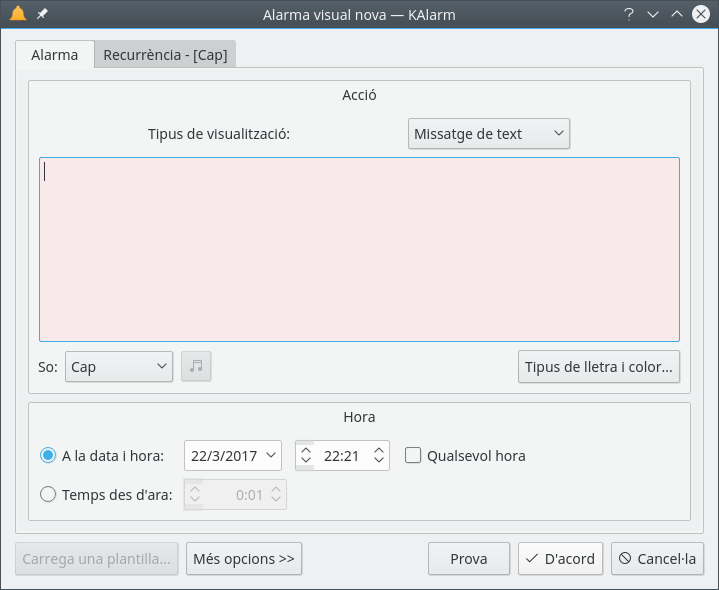 Alarma visual nova — KAlarm
Alarma Recurrència - [Cap]
Acció
Tipus de visualització: Missatge de text
So: Cap Tipus de lletra i color...
Hora
A la data i hora: 22/3/2017 22:21 Qualsevol hora
Temps des d'ara: 0:01
Carrega una plantilla... Més opcions >> Prova D'acord Cancel·la